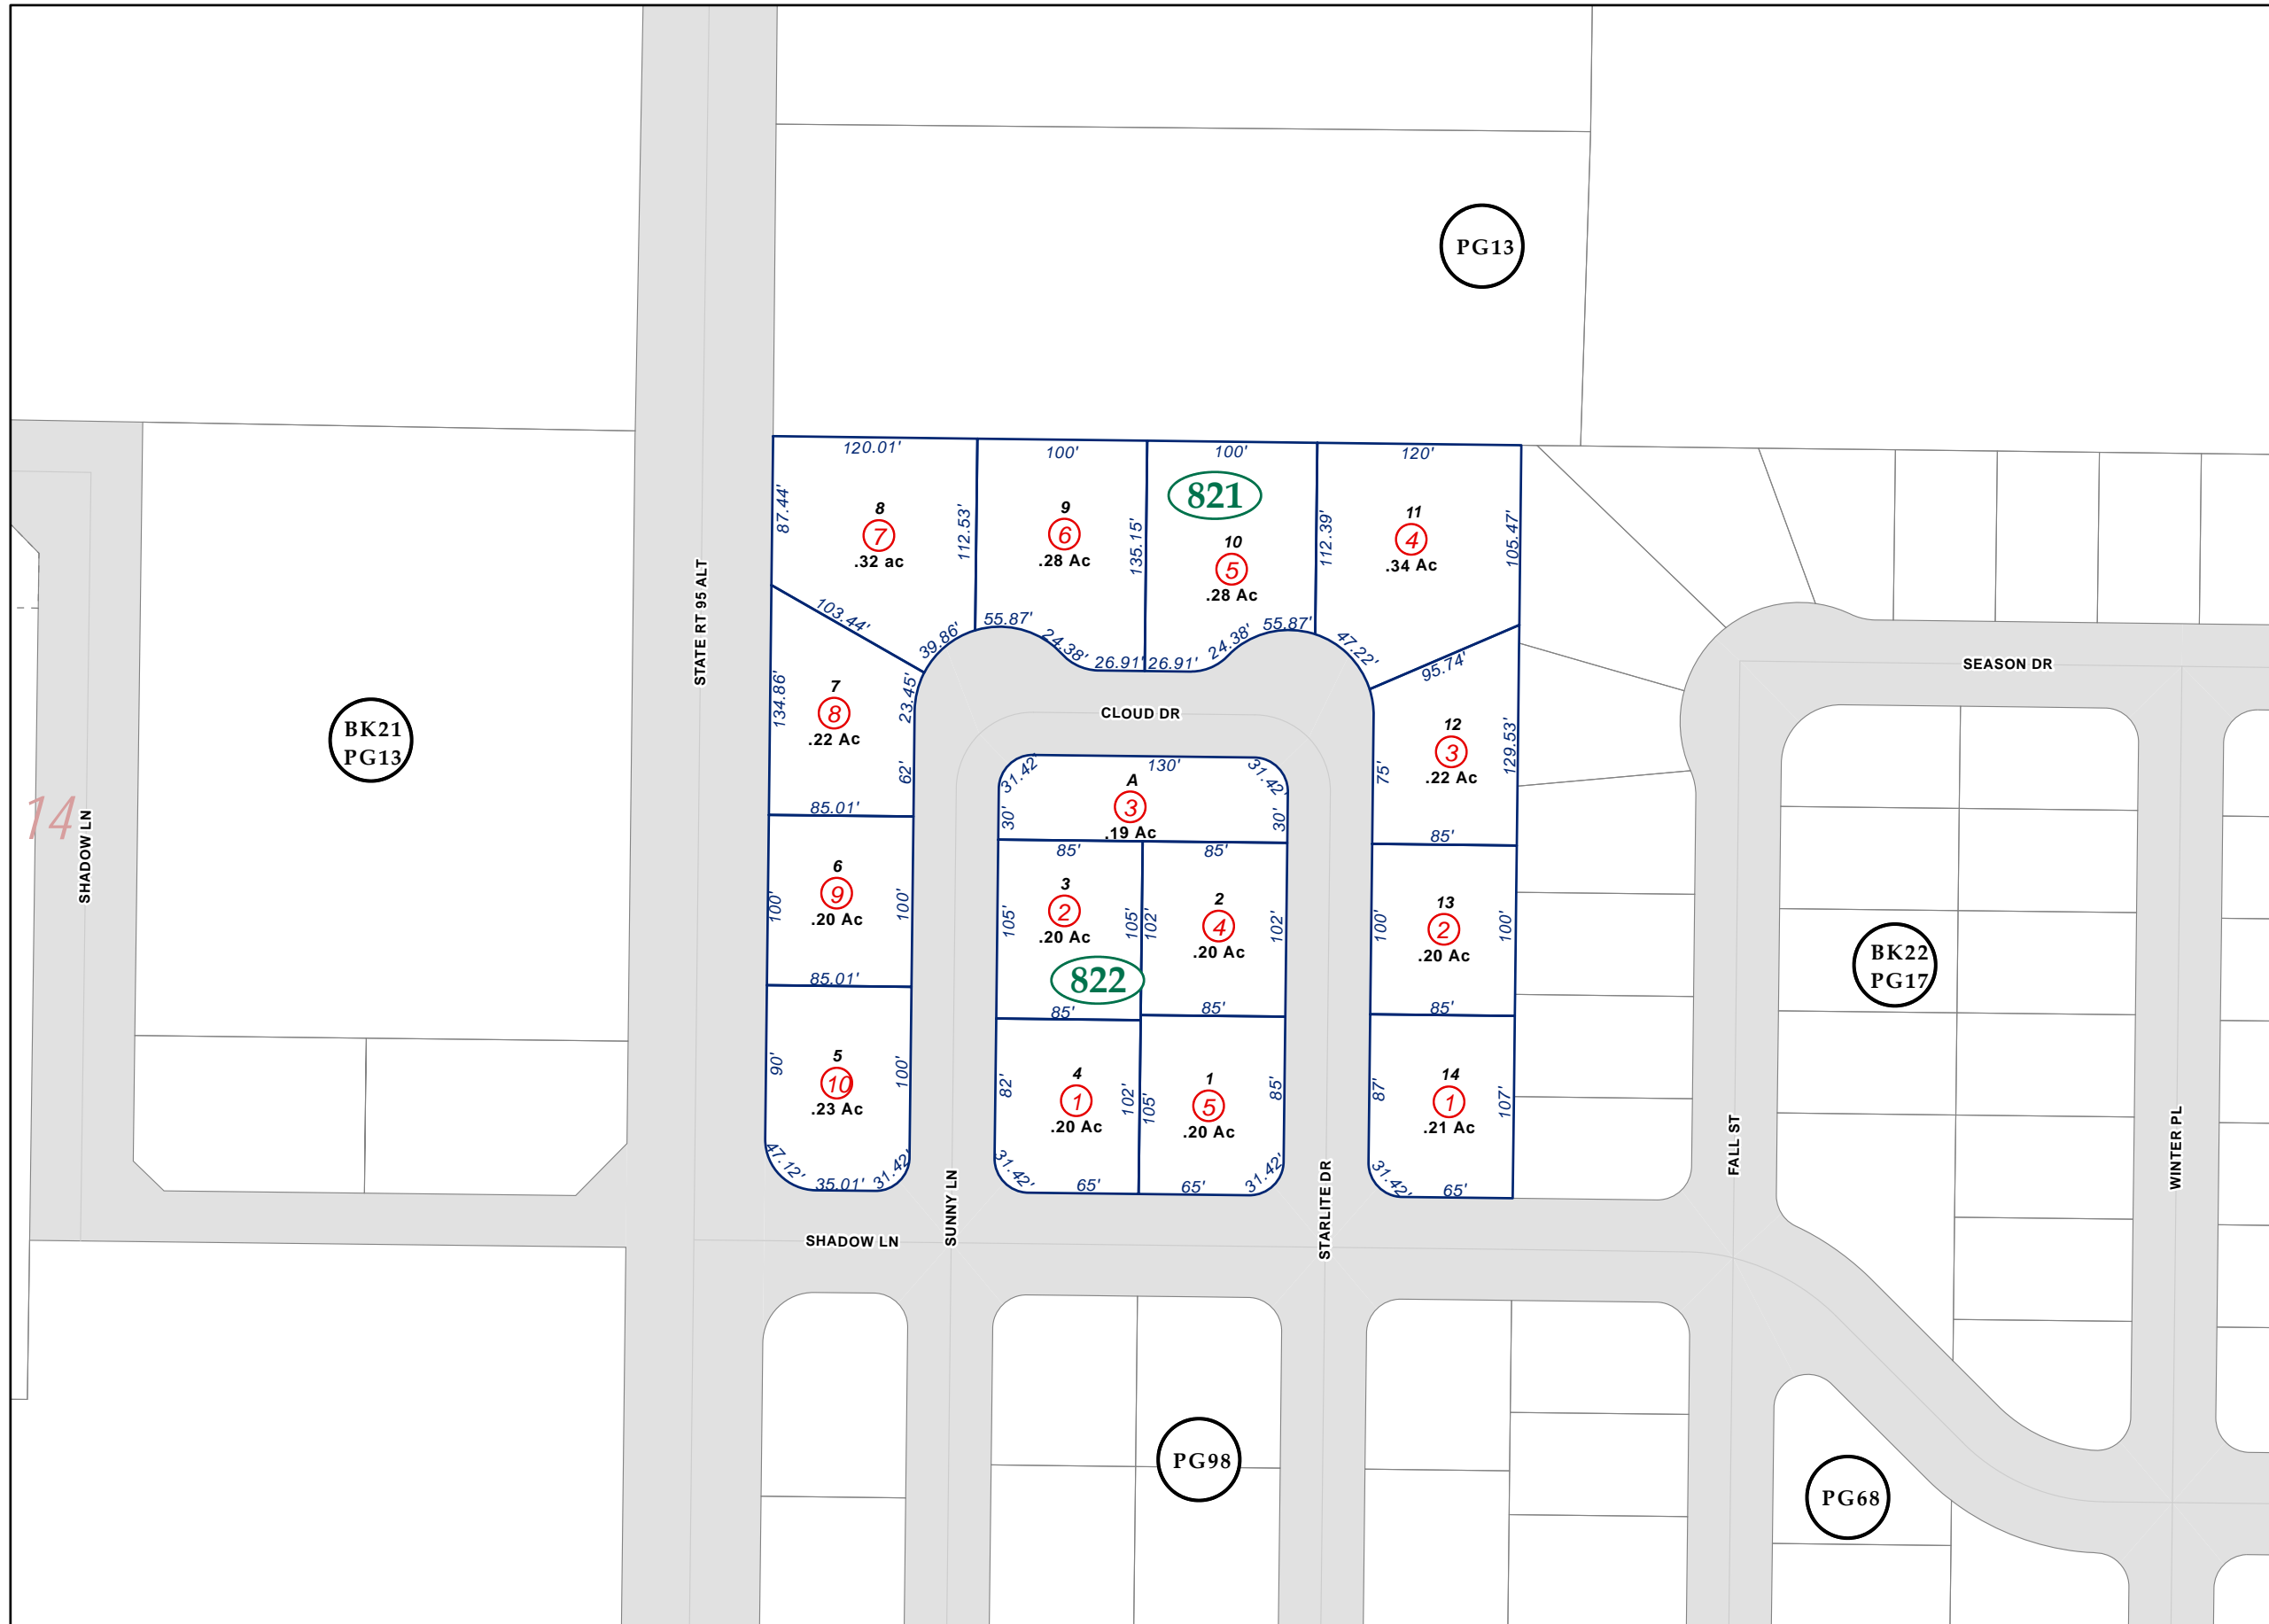 PG13
120.01'
100'
100'
120'
821
87.44'
8
7
.32 ac
112.53'
9
6
.28 Ac
135.15'
10
5
.28 Ac
112.39'
11
4
.34 Ac
105.47'
STATE RT 95 ALT
103.44'
39.86'
55.87'
24.38'
26.91'
26.91'
24.38'
55.87'
47.22'
95.74'
SEASON DR
134.86'
7
8
.22 Ac
23.45'
62'
CLOUD DR
12
3
.22 Ac
75'
129.53'
BK21
PG13
14
SHADOW LN
31.42'
130'
31.42'
A
3
.19 Ac
30'
30'
85.01'
85'
85'
85'
6
9
.20 Ac
100'
100'
3
2
.20 Ac
105'
105'
102'
2
4
.20 Ac
102'
13
2
.20 Ac
100'
100'
BK22
PG17
822
85.01'
85'
85'
85'
5
10
.23 Ac
90'
100'
4
1
.20 Ac
82'
102'
105'
1
5
.20 Ac
85'
14
1
.21 Ac
87'
107'
47.12'
35.01'
31.42'
31.42'
65'
65'
31.42'
31.42'
65'
SUNNY LN
STARLITE DR
FALL ST
WINTER PL
SHADOW LN
PG98
PG68